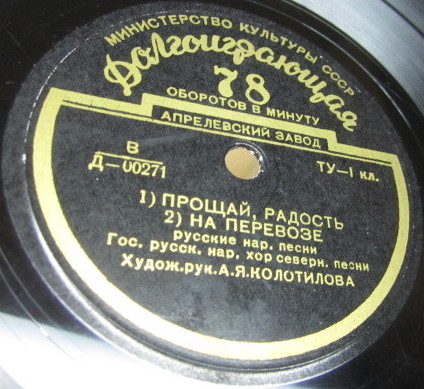 МИНИСТЕРСТВО КУЛЬТУРЫ СССР
Долгоиграющая
78
ОБОРОТОВ В МИНУТУ
АПРЕЛЕВСКИЙ ЗАВОД
В
Д—00271
ТУ—I кл.
1) ПРОЩАЙ, РАДОСТЬ
2) НА ПЕРЕВОЗЕ
русские нар. песни
Гос. русск. нар. хор северн. песни
Худож.рук.А.Я.КОЛОТИЛОВА